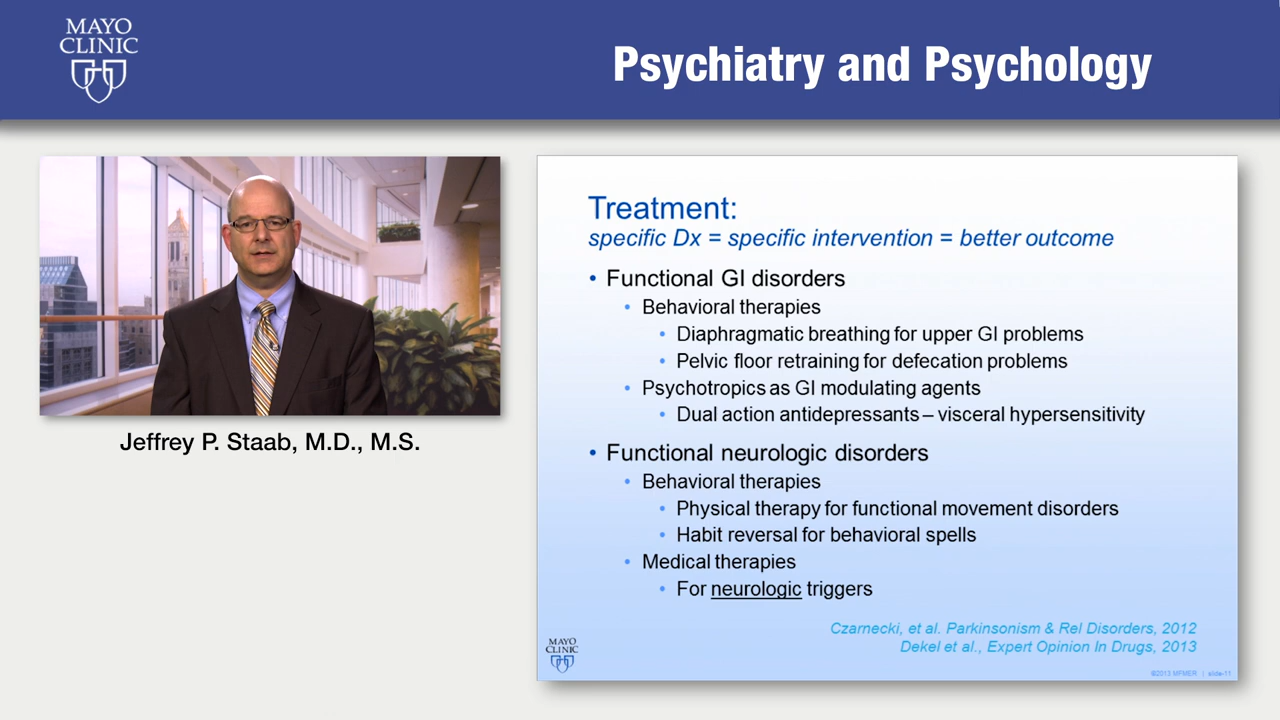 MAYO
CLINIC
Psychiatry and Psychology
Jeffrey P. Staab, M.D., M.S.
Treatment:
specific Dx = specific intervention = better outcome
• Functional GI disorders
• Behavioral therapies
• Diaphragmatic breathing for upper GI problems
• Pelvic floor retraining for defecation problems
• Psychotropics as GI modulating agents
• Dual action antidepressants – visceral hypersensitivity
• Functional neurologic disorders
• Behavioral therapies
• Physical therapy for functional movement disorders
• Habit reversal for behavioral spells
• Medical therapies
• For neurologic triggers
Czarnecki, et al. Parkinsonism & Rel Disorders, 2012
Dekel et al., Expert Opinion In Drugs, 2013
MAYO
CLINIC
©2013 MFMER | slide-11